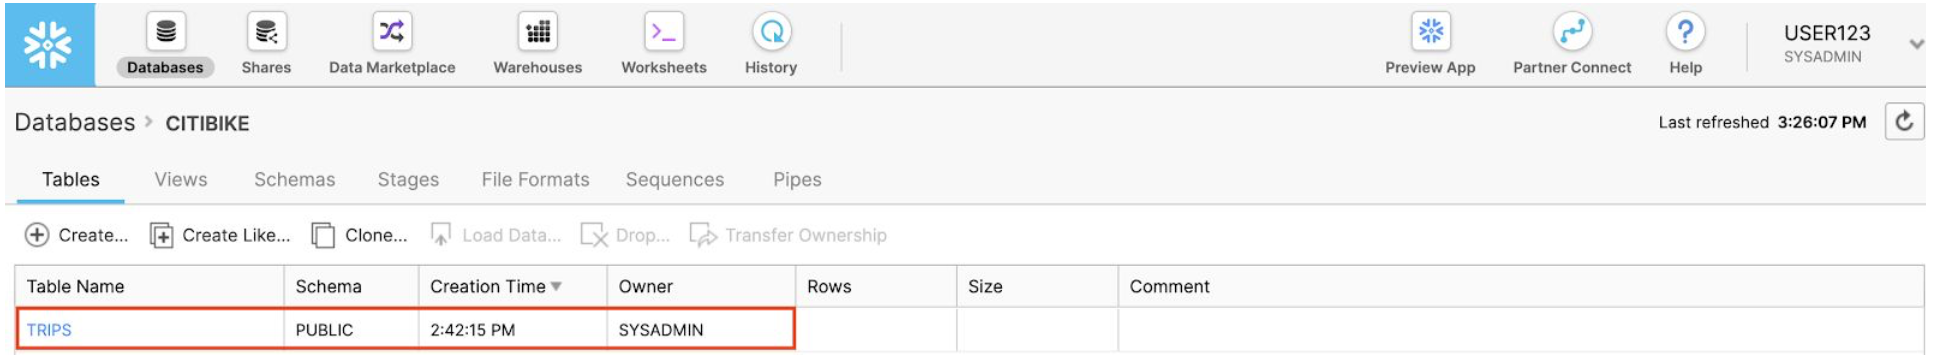 Databases Shares Data Marketplace Warehouses Worksheets History Preview App Partner Connect Help USER123
SYSADMIN
Databases > CITIBIKE Last refreshed 3:26:07 PM
Tables Views Schemas Stages File Formats Sequences Pipes
Create... Create Like... Clone... Load Data... Drop... Transfer Ownership
Table Name Schema Creation Time Owner Rows Size Comment
TRIPS PUBLIC 2:42:15 PM SYSADMIN